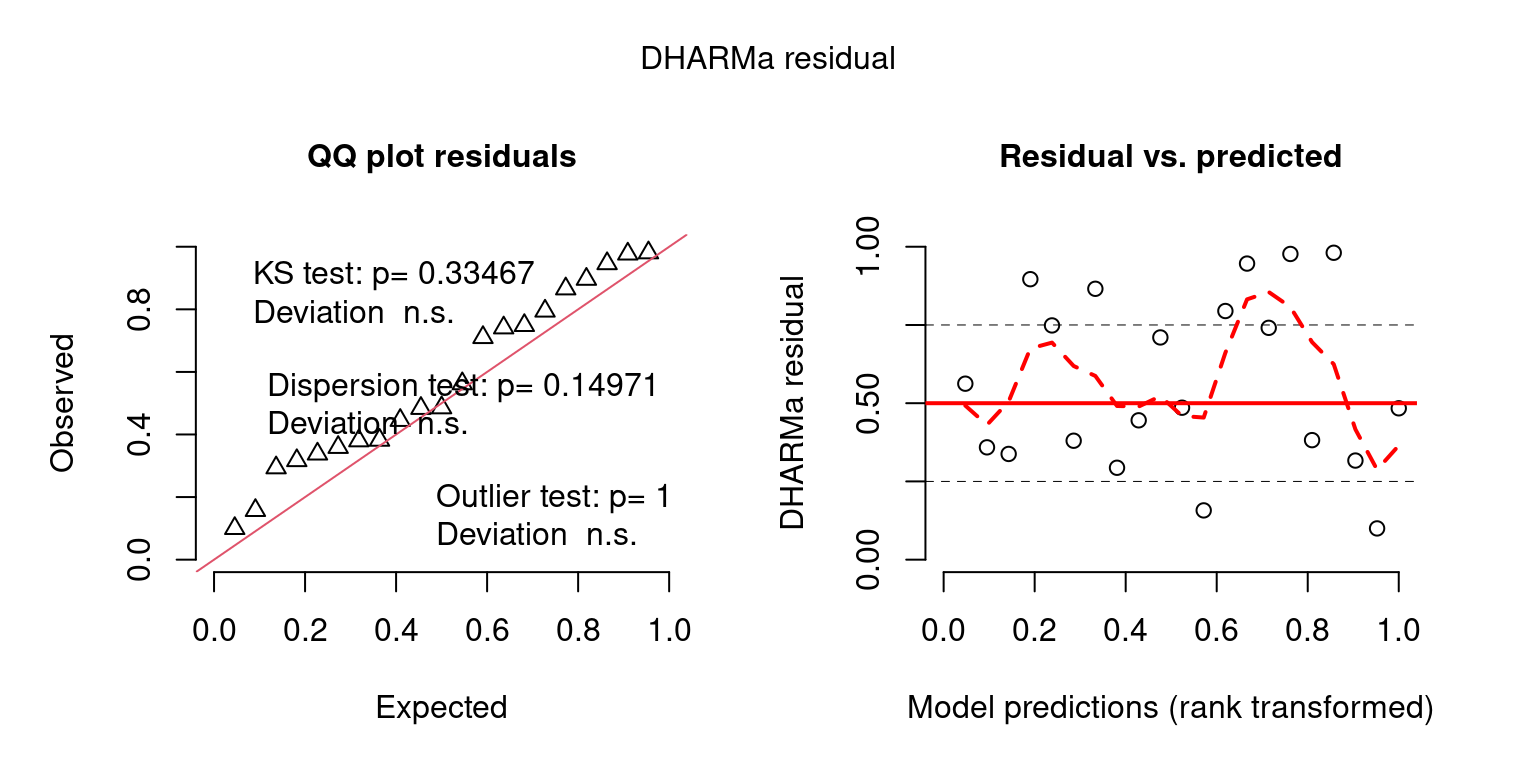 DHARMa residual
QQ plot residuals
KS test: p= 0.33467
Deviation  n.s.
Dispersion test: p= 0.14971
Deviation  n.s.
Outlier test: p= 1
Deviation  n.s.
Observed
0.0
0.4
0.8
0.0 0.2 0.4 0.6 0.8 1.0
Expected
Residual vs. predicted
DHARMa residual
0.00
0.50
1.00
0.0 0.2 0.4 0.6 0.8 1.0
Model predictions (rank transformed)